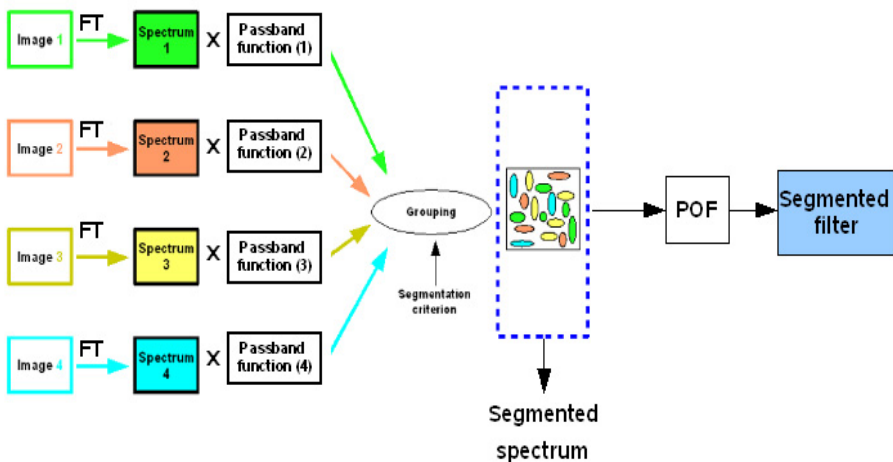 Image 1
FT
Spectrum
1
X
Passband
function (1)
Image 2
FT
Spectrum
2
X
Passband
function (2)
Image 3
FT
Spectrum
3
X
Passband
function (3)
Image 4
FT
Spectrum
4
X
Passband
function (4)
Grouping
Segmentation
criterion
POF
Segmented
filter
Segmented
spectrum